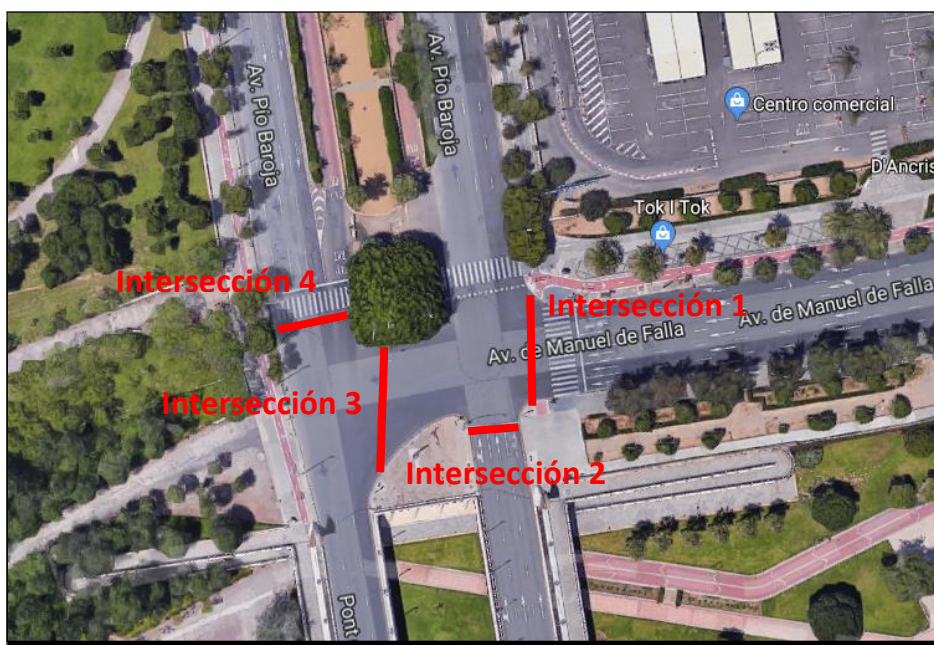 Av. Pío Baroja
Av. Pío Baroja
Centro comercial
D'Ancris
Tok I Tok
Intersección 4
Intersección 1
Av. de Manuel de Falla
Av. de Manuel de Falla
Intersección 3
Intersección 2
Pont